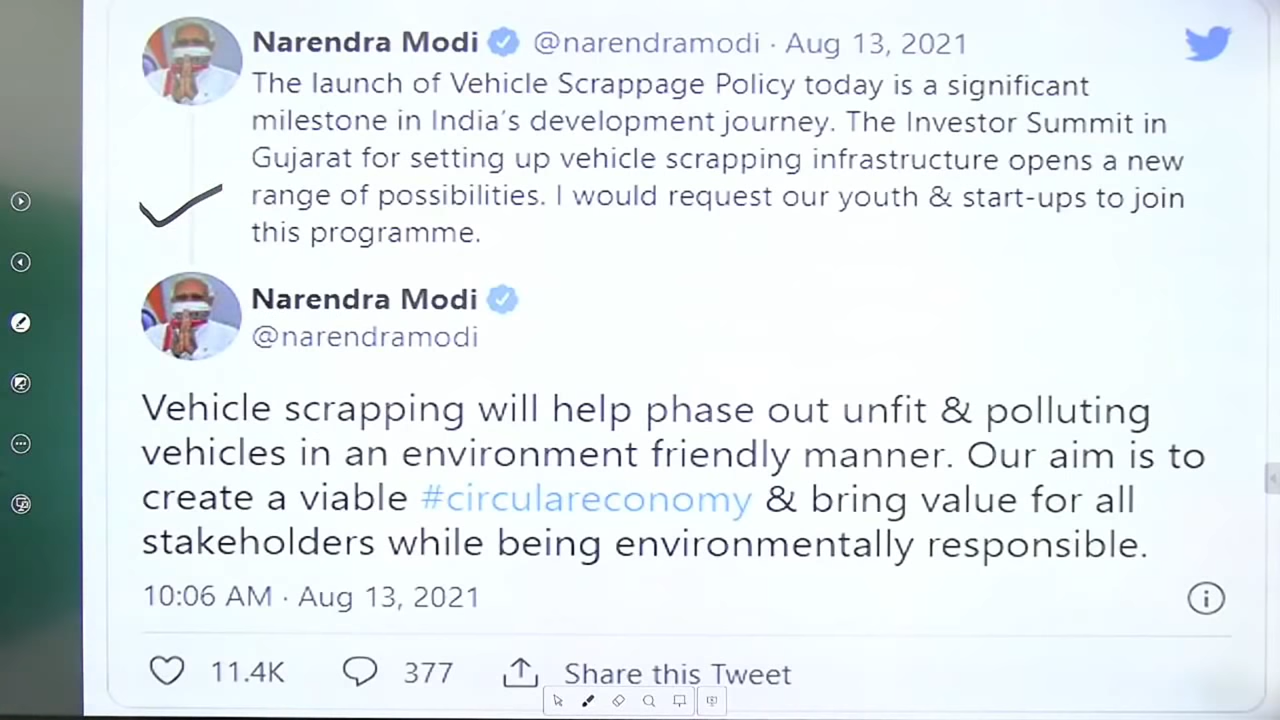 Narendra Modi @narendramodi · Aug 13, 2021
The launch of Vehicle Scrappage Policy today is a significant
milestone in India's development journey. The Investor Summit in
Gujarat for setting up vehicle scrapping infrastructure opens a new
range of possibilities. I would request our youth & start-ups to join
this programme.
Narendra Modi
@narendramodi
Vehicle scrapping will help phase out unfit & polluting
vehicles in an environment friendly manner. Our aim is to
create a viable #circulareconomy & bring value for all
stakeholders while being environmentally responsible.
10:06 AM · Aug 13, 2021
11.4K 377 Share this Tweet